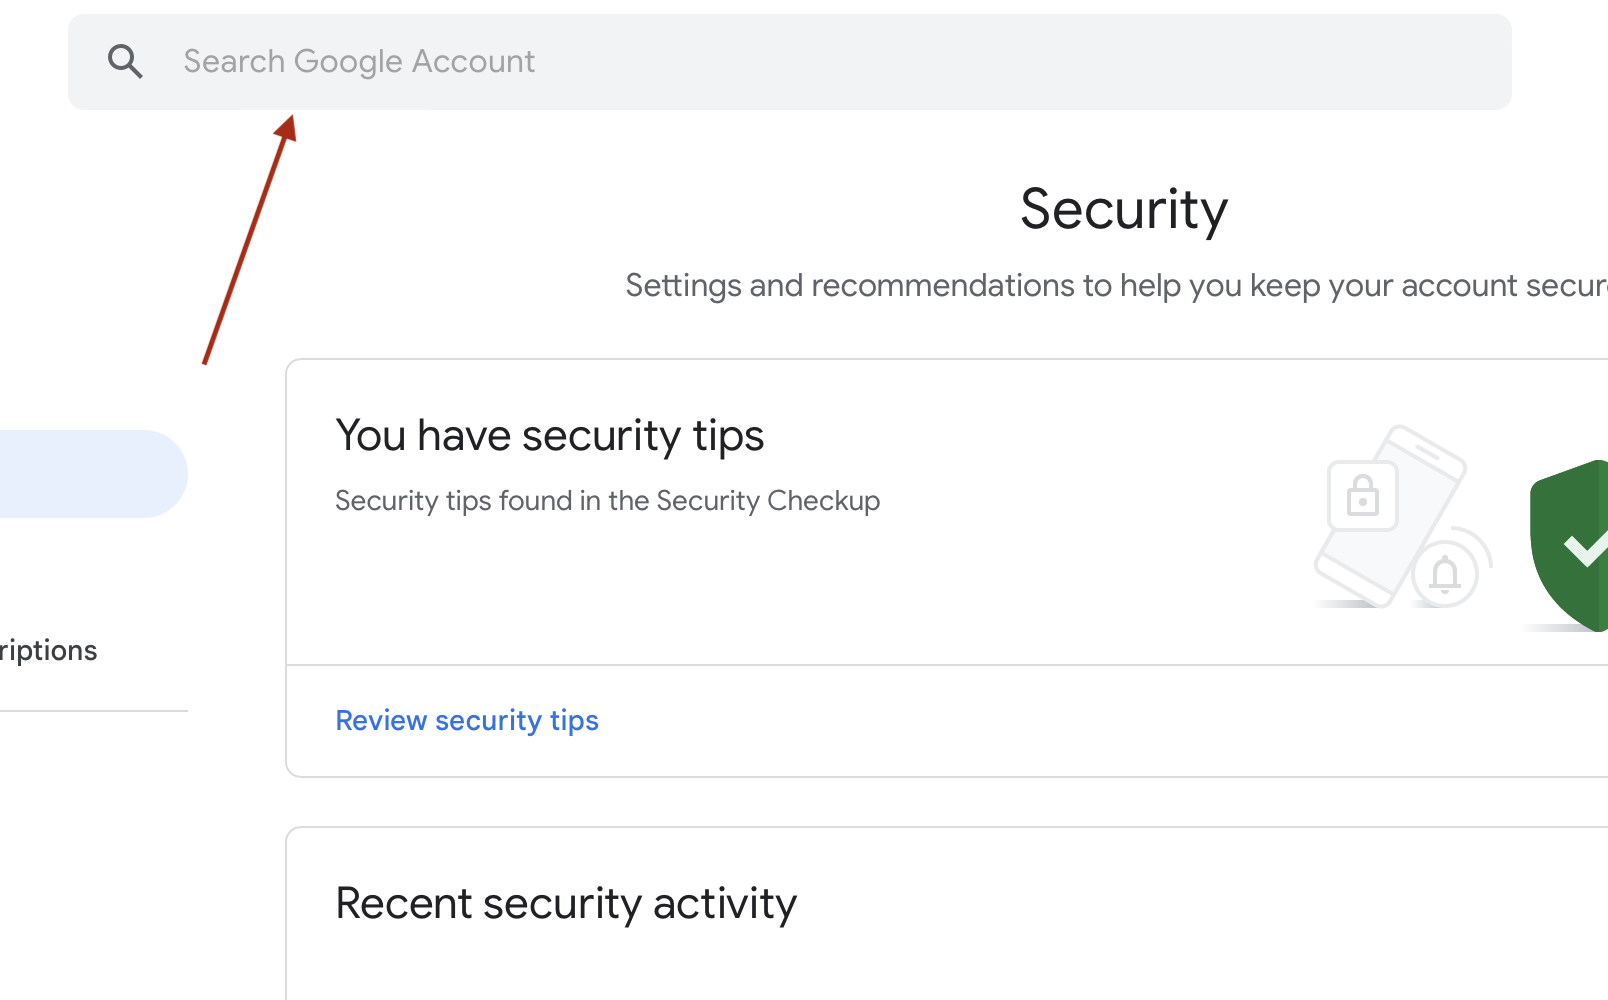 Search Google Account
Security
Settings and recommendations to help you keep your account
You have security tips
Security tips found in the Security Checkup
riptions
Review security tips
Recent security activity